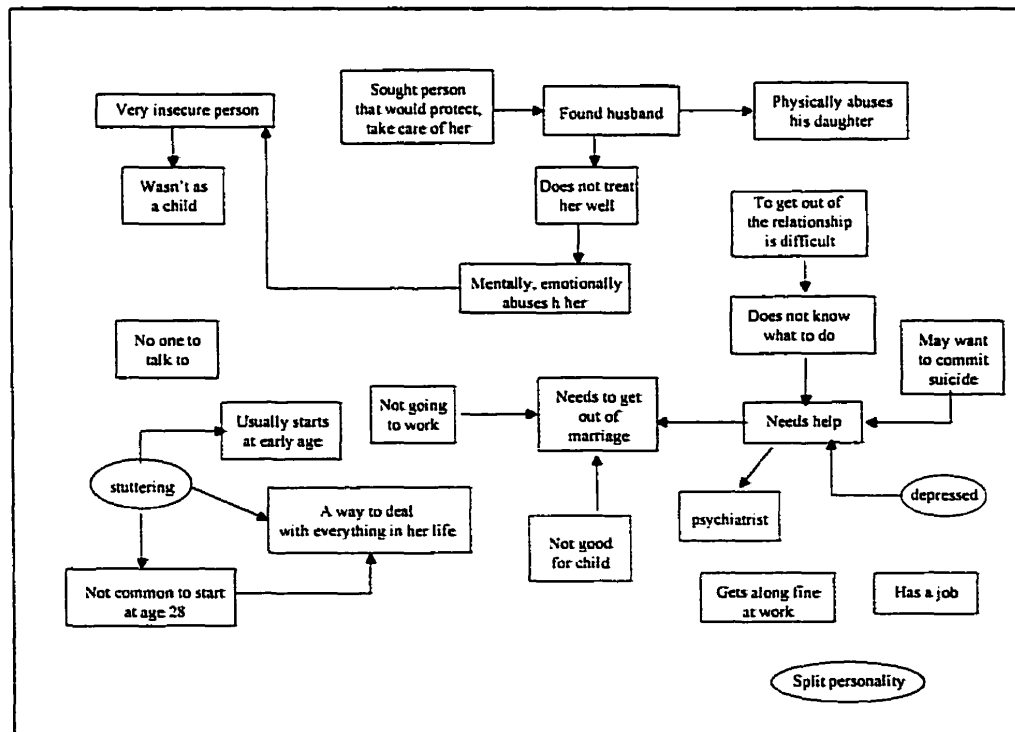 Very insecure person
Sought person
that would protect,
take care of her
Found husband
Physically abuses
his daughter
Wasn't as
a child
Does not treat
her well
To get out of
the relationship
is difficult
Mentally, emotionally
abuses h her
Does not know
what to do
No one to
talk to
May want
to commit
suicide
Not going
to work
Needs to get
out of
marriage
Needs help
Usually starts
at early age
stuttering
A way to deal
with everything in her life
psychiatrist
depressed
Not good
for child
Not common to start
at age 28
Gets along fine
at work
Has a job
Split personality